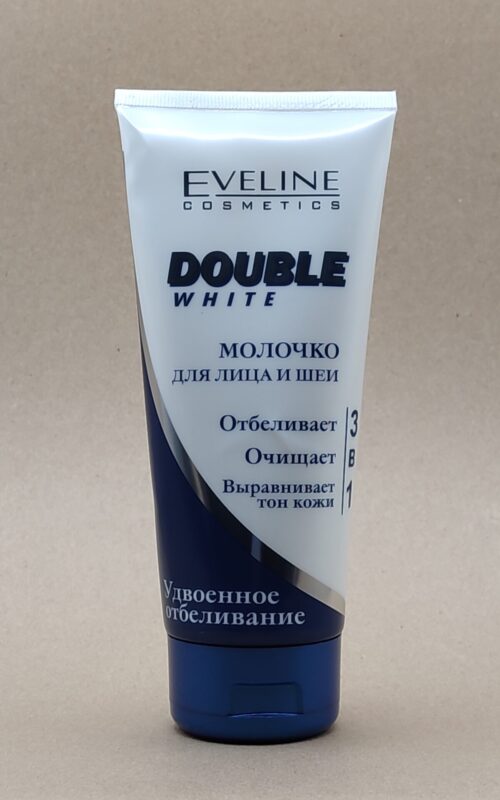 EVELINE
COSMETICS
DOUBLE
WHITE
МОЛОЧКО
ДЛЯ ЛИЦА И ШЕИ
Отбеливает
Очищает
Выравнивает
тон кожи
3
В
1
Удвоенное
отбеливание